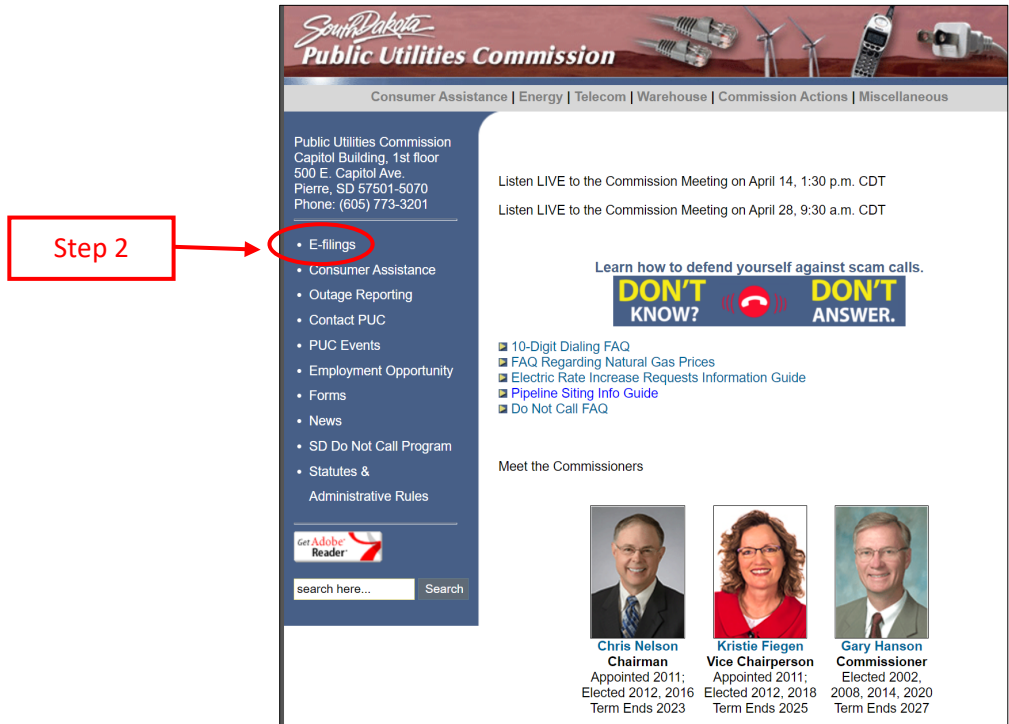 South Dakota
Public Utilities Commission
Consumer Assistance | Energy | Telecom | Warehouse | Commission Actions | Miscellaneous
Public Utilities Commission
Capitol Building, 1st floor
500 E. Capitol Ave.
Pierre, SD 57501-5070
Phone: (605) 773-3201
Step 2
• E-filings
• Consumer Assistance
• Outage Reporting
• Contact PUC
• PUC Events
• Employment Opportunity
• Forms
• News
• SD Do Not Call Program
• Statutes &
Administrative Rules
Get Adobe®
Reader®
search here...
Search
Listen LIVE to the Commission Meeting on April 14, 1:30 p.m. CDT
Listen LIVE to the Commission Meeting on April 28, 9:30 a.m. CDT
Learn how to defend yourself against scam calls.
DON'T
KNOW?
DON'T
ANSWER.
10-Digit Dialing FAQ
FAQ Regarding Natural Gas Prices
Electric Rate Increase Requests Information Guide
Pipeline Siting Info Guide
Do Not Call FAQ
Meet the Commissioners
Chris Nelson
Chairman
Appointed 2011;
Elected 2012, 2016
Term Ends 2023
Kristie Fiegen
Vice Chairperson
Appointed 2011;
Elected 2012, 2018
Term Ends 2025
Gary Hanson
Commissioner
Elected 2002,
2008, 2014, 2020
Term Ends 2027